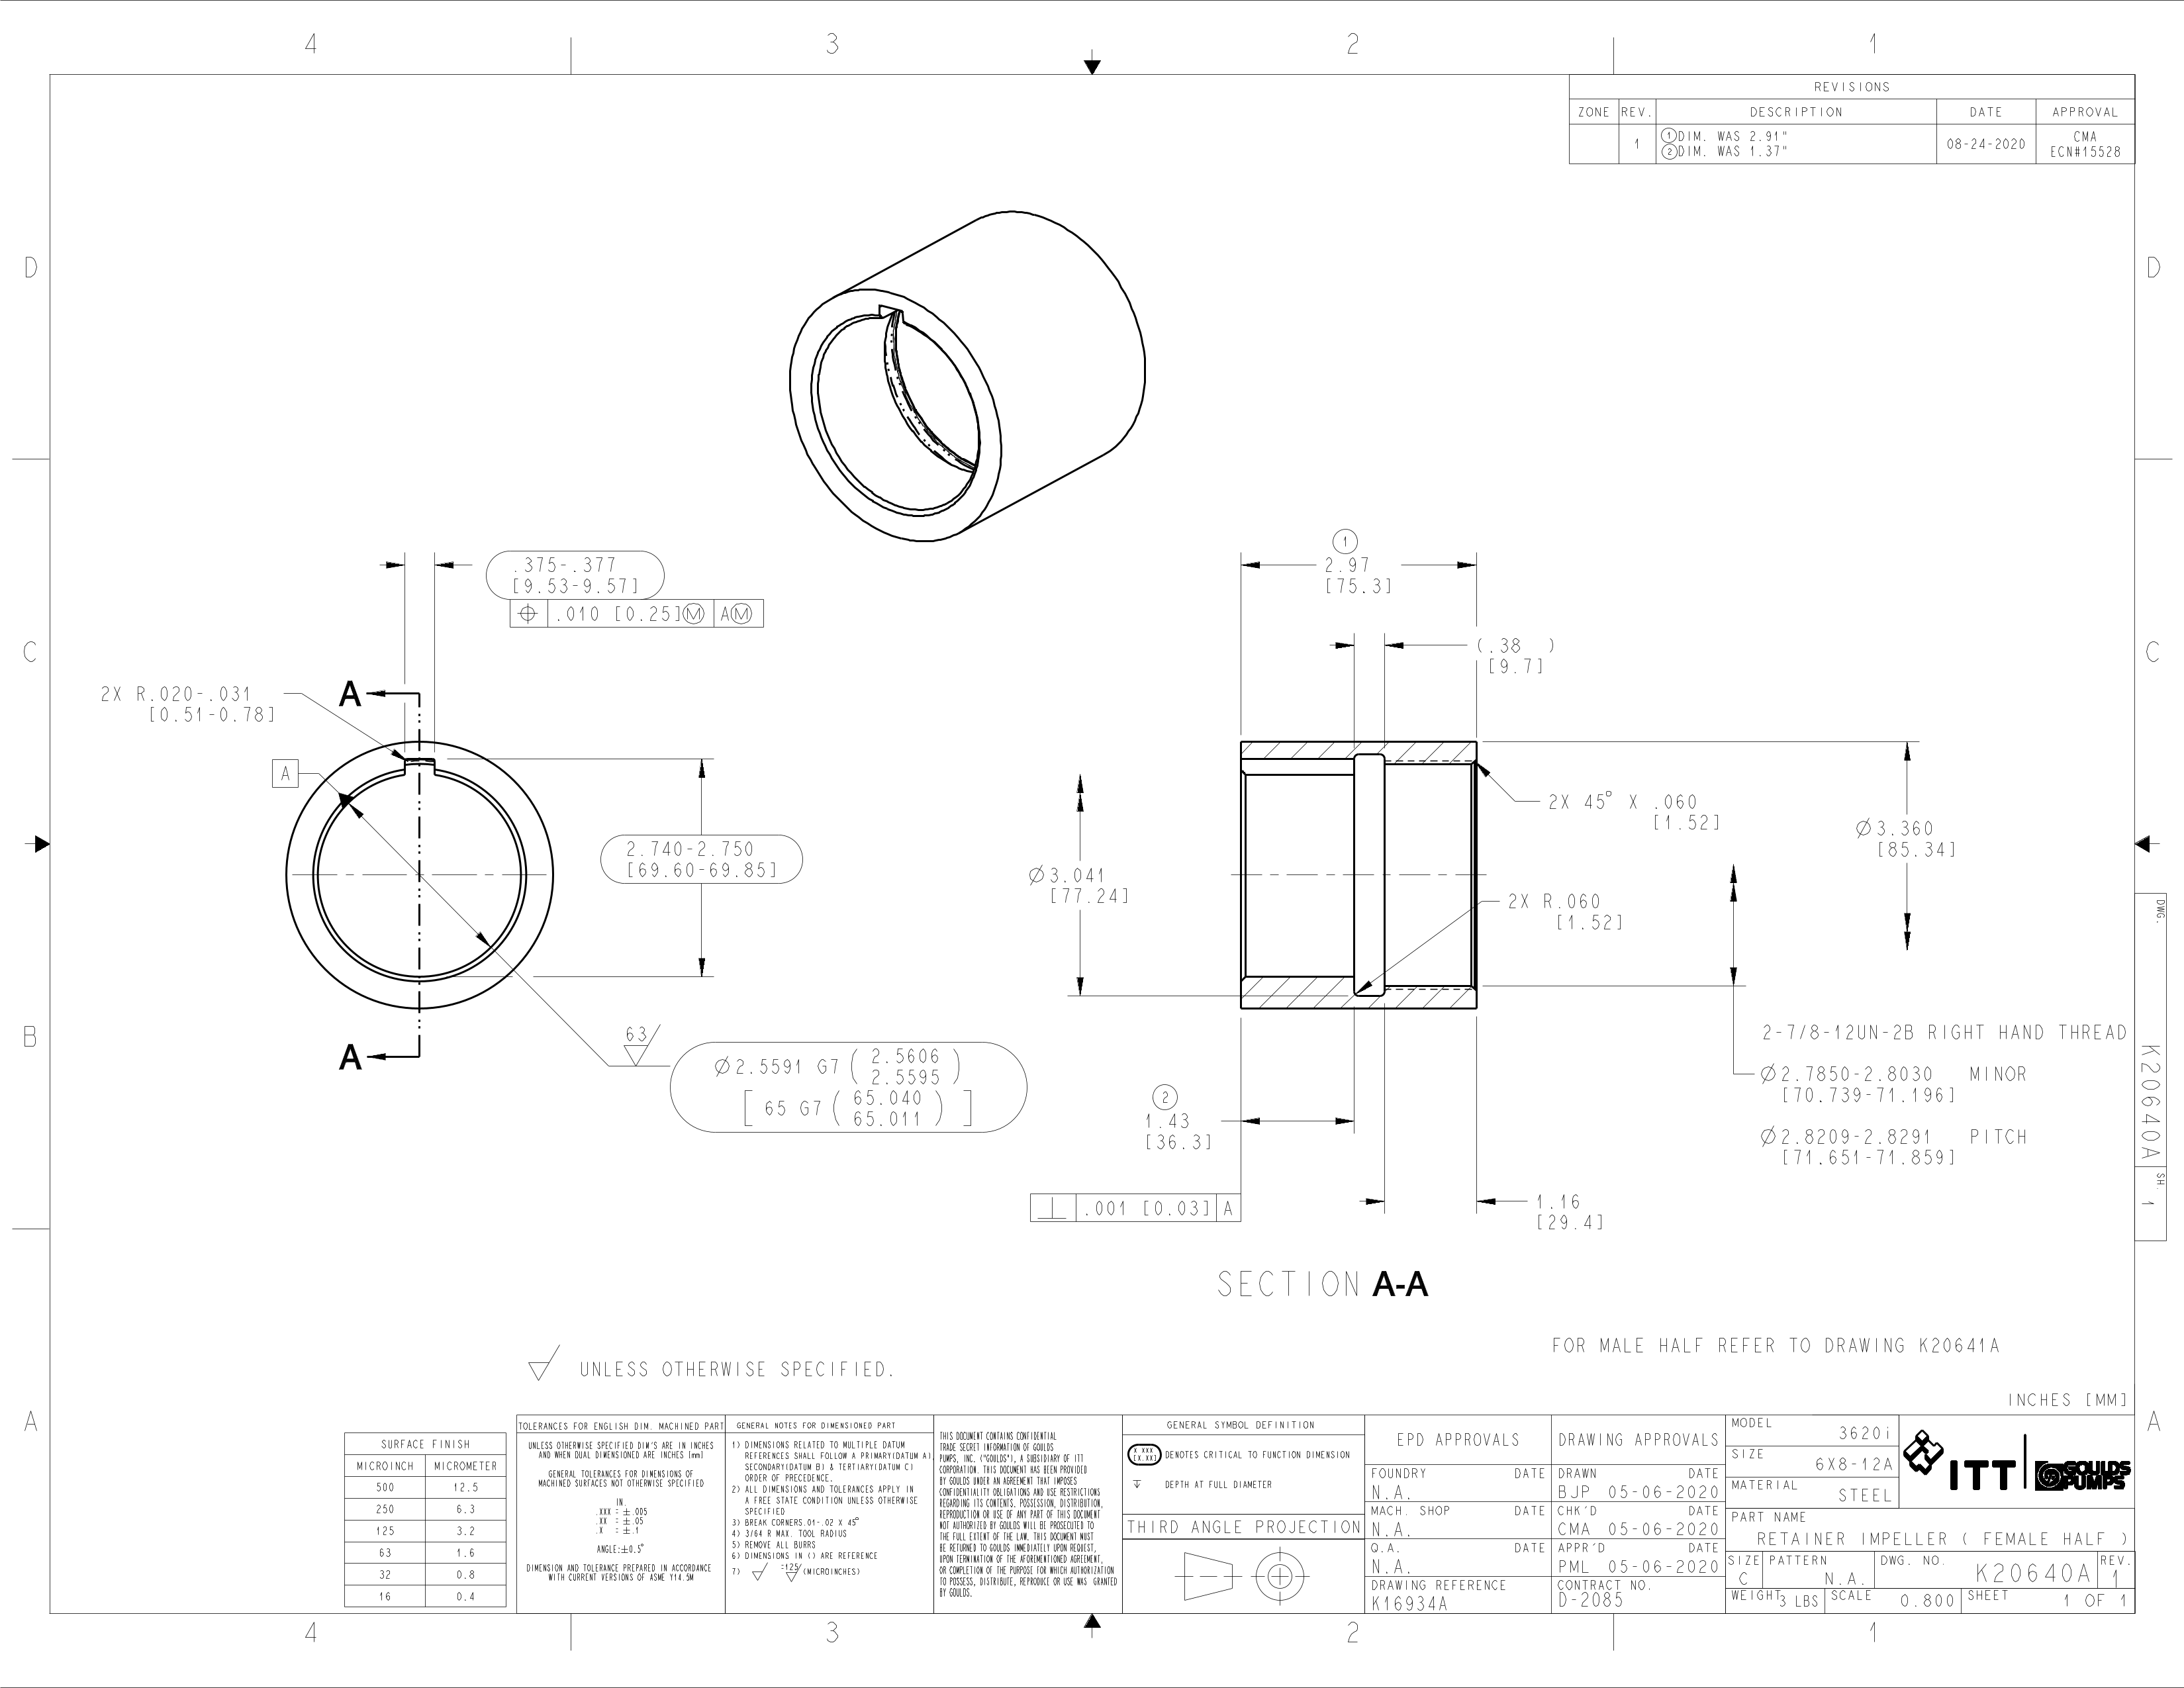 4 3 2 1
REVISIONS
ZONE REV. DESCRIPTION DATE APPROVAL
1 ①DIM. WAS 2.91" 08-24-2020 CMA
②DIM. WAS 1.37" ECN#15528
D D
.375-.377
[9.53-9.57]
⌖ .010 [0.25]Ⓜ AⓂ
①
2.97
[75.3]
(.38 )
[9.7]
C C
2X R.020-.031
[0.51-0.78]
A
A
2X 45° X .060
[1.52]
Ø3.360
[85.34]
2.740-2.750
[69.60-69.85]
Ø3.041
[77.24]
2X R.060
[1.52]
DWG.
K20640A
SH.
1
B
A
63
Ø2.5591 G7 ( 2.5606
2.5595 )
[ 65 G7 ( 65.040
65.011 ) ]
2-7/8-12UN-2B RIGHT HAND THREAD
Ø2.7850-2.8030 MINOR
[70.739-71.196]
Ø2.8209-2.8291 PITCH
[71.651-71.859]
②
1.43
[36.3]
⊥ .001 [0.03] A
1.16
[29.4]
SECTION A-A
FOR MALE HALF REFER TO DRAWING K20641A
UNLESS OTHERWISE SPECIFIED.
INCHES [MM]
A A
SURFACE FINISH
MICROINCH MICROMETER
500 12.5
250 6.3
125 3.2
63 1.6
32 0.8
16 0.4
TOLERANCES FOR ENGLISH DIM. MACHINED PART
UNLESS OTHERWISE SPECIFIED DIM'S ARE IN INCHES
AND WHEN DUAL DIMENSIONED ARE INCHES [mm]
GENERAL TOLERANCES FOR DIMENSIONS OF
MACHINED SURFACES NOT OTHERWISE SPECIFIED
IN.
.XXX : ±.005
.XX : ±.05
.X : ±.1
ANGLE:±0.5°
DIMENSION AND TOLERANCE PREPARED IN ACCORDANCE
WITH CURRENT VERSIONS OF ASME Y14.5M
GENERAL NOTES FOR DIMENSIONED PART
1) DIMENSIONS RELATED TO MULTIPLE DATUM
REFERENCES SHALL FOLLOW A PRIMARY(DATUM A),
SECONDARY(DATUM B) & TERTIARY(DATUM C)
ORDER OF PRECEDENCE.
2) ALL DIMENSIONS AND TOLERANCES APPLY IN
A FREE STATE CONDITION UNLESS OTHERWISE
SPECIFIED
3) BREAK CORNERS.01-.02 X 45°
4) 3/64 R MAX. TOOL RADIUS
5) REMOVE ALL BURRS
6) DIMENSIONS IN () ARE REFERENCE
7) =125 (MICROINCHES)
THIS DOCUMENT CONTAINS CONFIDENTIAL
TRADE SECRET INFORMATION OF GOULDS
PUMPS, INC. ("GOULDS"), A SUBSIDIARY OF ITT
CORPORATION. THIS DOCUMENT HAS BEEN PROVIDED
BY GOULDS UNDER AN AGREEMENT THAT IMPOSES
CONFIDENTIALITY OBLIGATIONS AND USE RESTRICTIONS
REGARDING ITS CONTENTS. POSSESSION, DISTRIBUTION,
REPRODUCTION OR USE OF ANY PART OF THIS DOCUMENT
NOT AUTHORIZED BY GOULDS WILL BE PROSECUTED TO
THE FULL EXTENT OF THE LAW. THIS DOCUMENT MUST
BE RETURNED TO GOULDS IMMEDIATELY UPON REQUEST,
UPON TERMINATION OF THE AFOREMENTIONED AGREEMENT,
OR COMPLETION OF THE PURPOSE FOR WHICH AUTHORIZATION
TO POSSESS, DISTRIBUTE, REPRODUCE OR USE WAS GRANTED
BY GOULDS.
GENERAL SYMBOL DEFINITION
X.XXX
[X.XX] DENOTES CRITICAL TO FUNCTION DIMENSION
DEPTH AT FULL DIAMETER
THIRD ANGLE PROJECTION
EPD APPROVALS
FOUNDRY DATE
N.A.
MACH. SHOP DATE
N.A.
Q.A. DATE
N.A.
DRAWING REFERENCE
K16934A
DRAWING APPROVALS
DRAWN DATE
BJP 05-06-2020
CHK'D DATE
CMA 05-06-2020
APPR'D DATE
PML 05-06-2020
CONTRACT NO.
D-2085
MODEL
3620i
SIZE
6X8-12A
MATERIAL
STEEL
ITT GOULDS
PUMPS
PART NAME
RETAINER IMPELLER ( FEMALE HALF )
SIZE PATTERN DWG. NO. REV.
C N.A. K20640A 1
WEIGHT 3 LBS SCALE 0.800 SHEET 1 OF 1
4 3 2 1